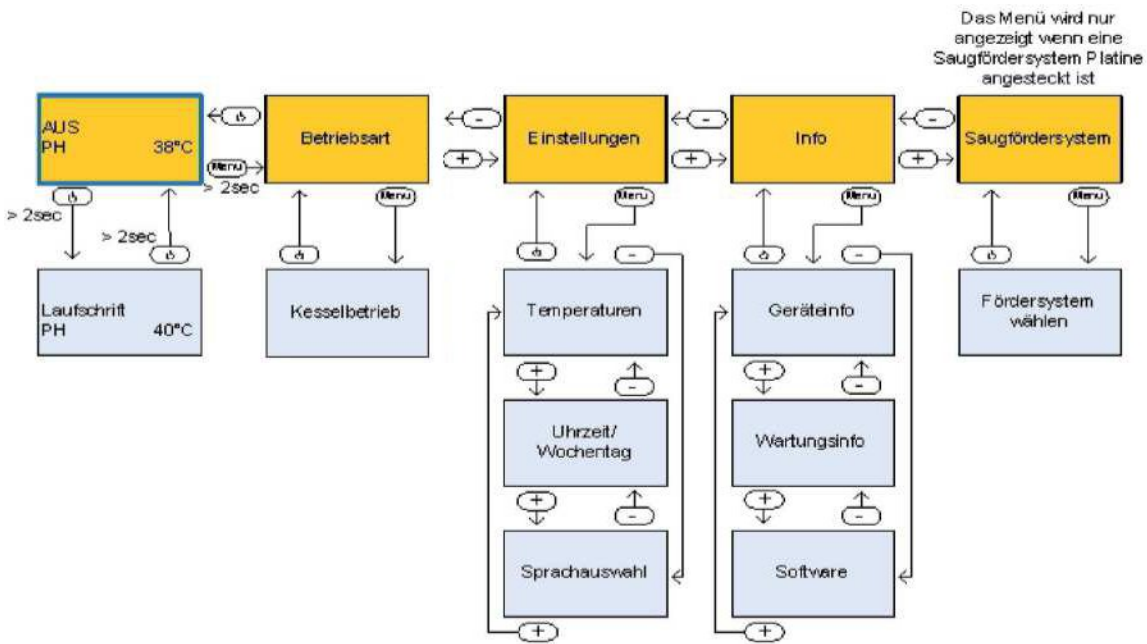 Das Menü wird nur
angezeigt wenn eine
Saugfördersystem Platine
angesteckt ist
AUS
PH 38°C
Menu
> 2sec
Betriebsart
-
+
Einstellungen
-
+
Info
-
+
Saugfördersystem
> 2sec
> 2sec
Menu
Menu
Menu
Menu
Laufschrift
PH 40°C
Kesselbetrieb
-
Temperaturen
-
Geräteinfo
Fördersystem
wählen
+
-
+
-
Uhrzeit/
Wochentag
Wartungsinfo
+
-
+
-
Sprachauswahl
Software
+
+